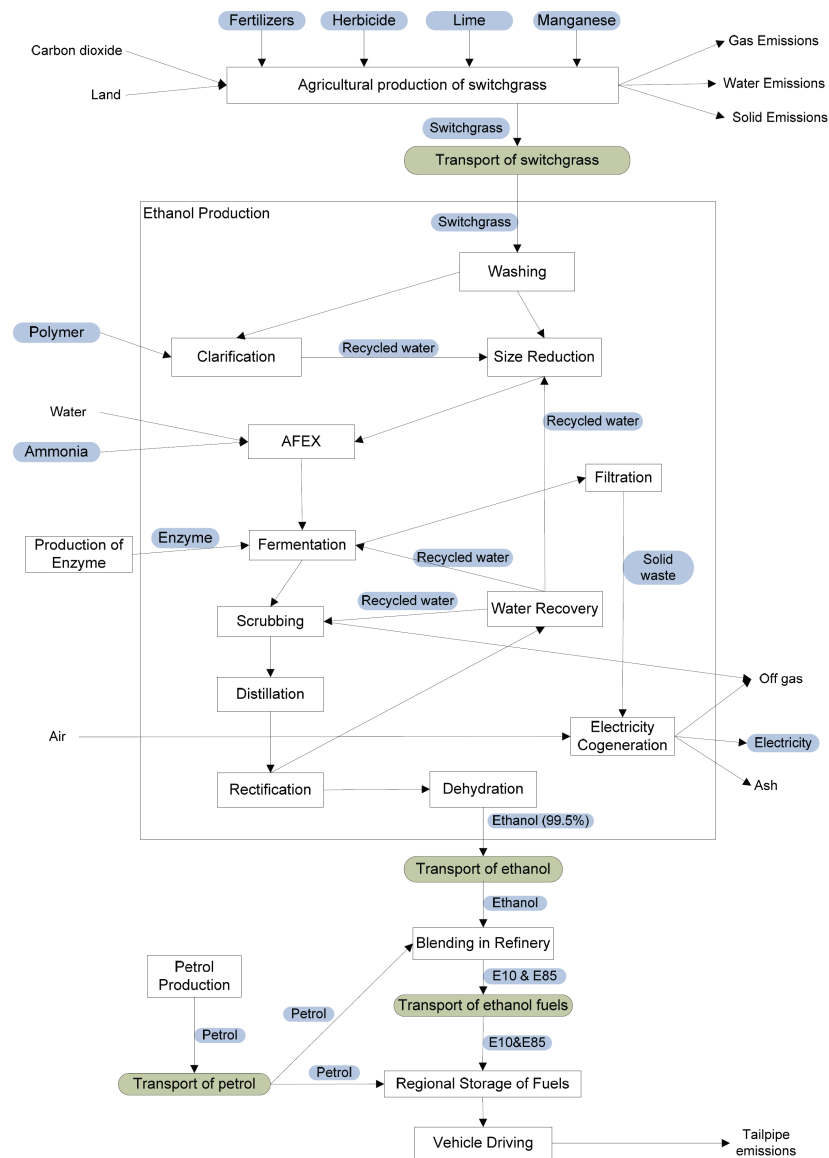 Fertilizers
Herbicide
Lime
Manganese
Carbon dioxide
Land
Agricultural production of switchgrass
Gas Emissions
Water Emissions
Solid Emissions
Switchgrass
Transport of switchgrass
Ethanol Production
Switchgrass
Washing
Polymer
Clarification
Recycled water
Size Reduction
Water
Ammonia
AFEX
Recycled water
Filtration
Production of
Enzyme
Enzyme
Fermentation
Recycled water
Solid
waste
Scrubbing
Recycled water
Water Recovery
Distillation
Off gas
Air
Electricity
Cogeneration
Electricity
Ash
Rectification
Dehydration
Ethanol (99.5%)
Transport of ethanol
Ethanol
Blending in Refinery
Petrol
Production
E10 & E85
Transport of ethanol fuels
Petrol
Petrol
E10&E85
Transport of petrol
Petrol
Regional Storage of Fuels
Vehicle Driving
Tailpipe
emissions